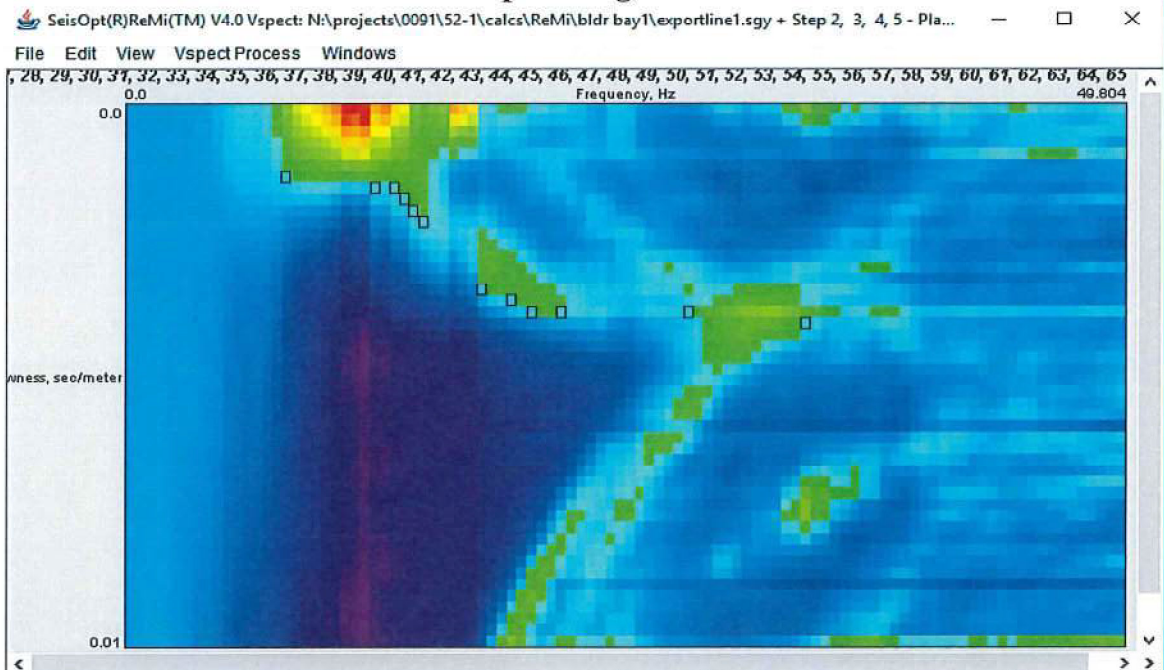 SeisOpt(R)ReMi(TM) V4.0 Vspect: N:\projects\0091\52-1\calcs\ReMi\bldr bay1\exportline1.sgy + Step 2, 3, 4, 5 - Pla...
File Edit View Vspect Process Windows
, 28, 29, 30, 31, 32, 33, 34, 35, 36, 37, 38, 39, 40, 41, 42, 43, 44, 45, 46, 47, 48, 49, 50, 51, 52, 53, 54, 55, 56, 57, 58, 59, 60, 61, 62, 63, 64, 65
0.0 Frequency, Hz 49.804
0.0
wness, sec/meter
0.01